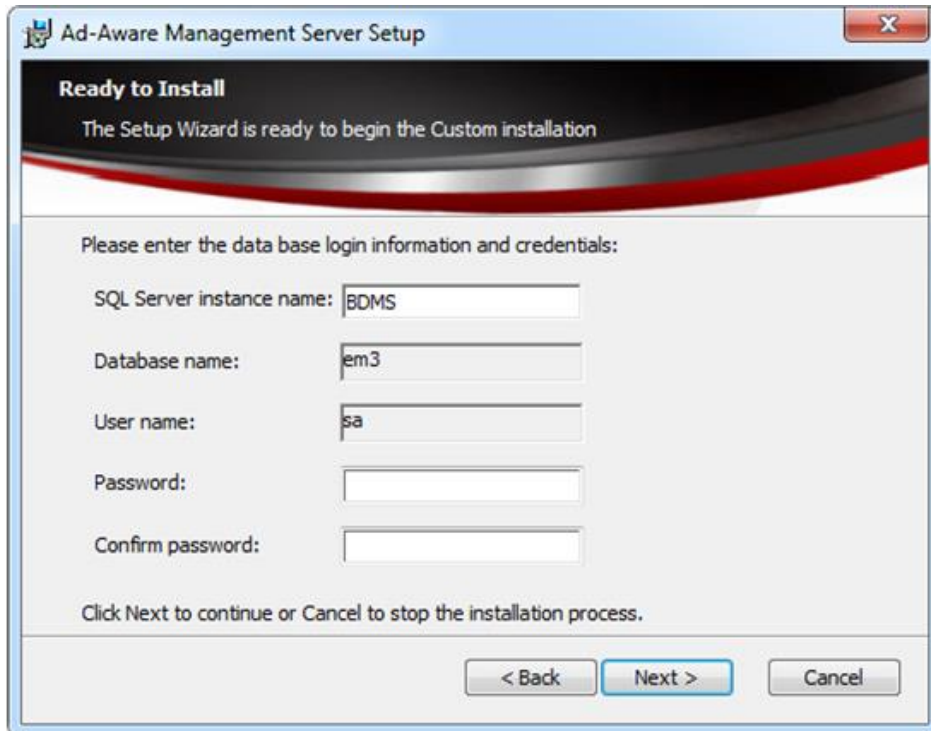 Ad-Aware Management Server Setup
Ready to Install
The Setup Wizard is ready to begin the Custom installation
Please enter the data base login information and credentials:
SQL Server instance name: BDMS
Database name: em3
User name: sa
Password:
Confirm password:
Click Next to continue or Cancel to stop the installation process.
< Back Next > Cancel